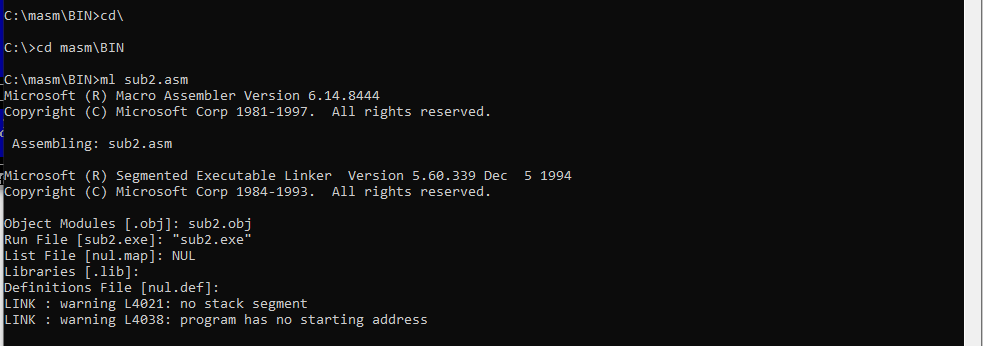 C:\masm\BIN>cd\
C:\>cd masm\BIN
C:\masm\BIN>ml sub2.asm
Microsoft (R) Macro Assembler Version 6.14.8444
Copyright (C) Microsoft Corp 1981-1997.  All rights reserved.
 Assembling: sub2.asm
Microsoft (R) Segmented Executable Linker  Version 5.60.339 Dec  5 1994
Copyright (C) Microsoft Corp 1984-1993.  All rights reserved.
Object Modules [.obj]: sub2.obj
Run File [sub2.exe]: "sub2.exe"
List File [nul.map]: NUL
Libraries [.lib]:
Definitions File [nul.def]:
LINK : warning L4021: no stack segment
LINK : warning L4038: program has no starting address